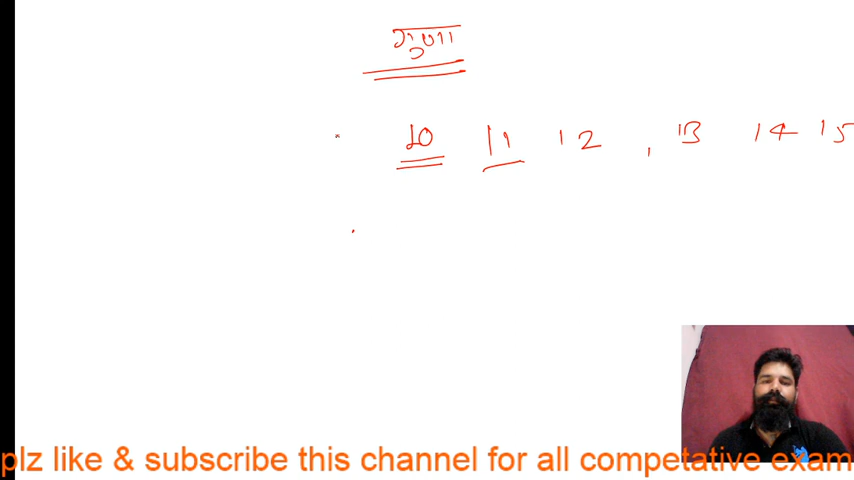 गुणा
10 11 12 , 13 14 15
plz like & subscribe this channel for all competative exam